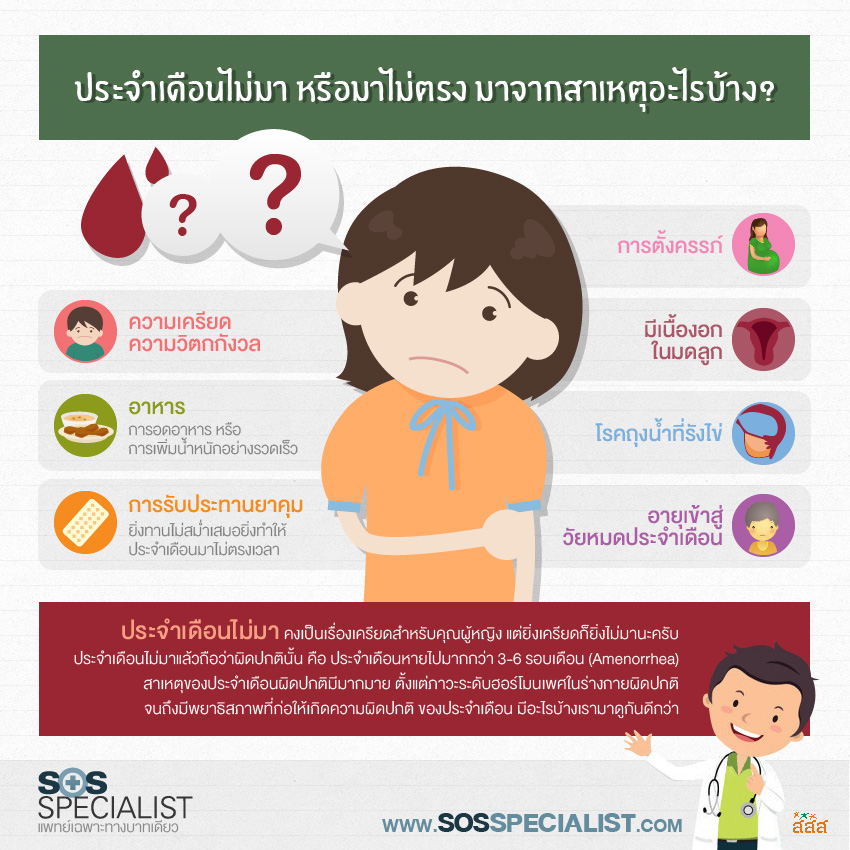 ประจำเดือนไม่มา หรือมาไม่ตรง มาจากสาเหตุอะไรบ้าง?
? ?
ความเครียด
ความวิตกกังวล
อาหาร
การอดอาหาร หรือ
การเพิ่มน้ำหนักอย่างรวดเร็ว
การรับประทานยาคุม
ยิ่งทานไม่สม่ำเสมอยิ่งทำให้
ประจำเดือนมาไม่ตรงเวลา
การตั้งครรภ์
มีเนื้องอก
ในมดลูก
โรคถุงน้ำที่รังไข่
อายุเข้าสู่
วัยหมดประจำเดือน
ประจำเดือนไม่มา คงเป็นเรื่องเครียดสำหรับคุณผู้หญิง แต่ยิ่งเครียดก็ยิ่งไม่มานะครับ
ประจำเดือนไม่มาแล้วถือว่าผิดปกตินั้น คือ ประจำเดือนหายไปมากกว่า 3-6 รอบเดือน (Amenorrhea)
สาเหตุของประจำเดือนผิดปกติมีมากมาย ตั้งแต่ภาวะระดับฮอร์โมนเพศในร่างกายผิดปกติ
จนถึงมีพยาธิสภาพที่ก่อให้เกิดความผิดปกติ ของประจำเดือน มีอะไรบ้างเรามาดูกันดีกว่า
SOS
SPECIALIST
แพทย์เฉพาะทางบาทเดียว
WWW.SOSSPECIALIST.COM
สสส